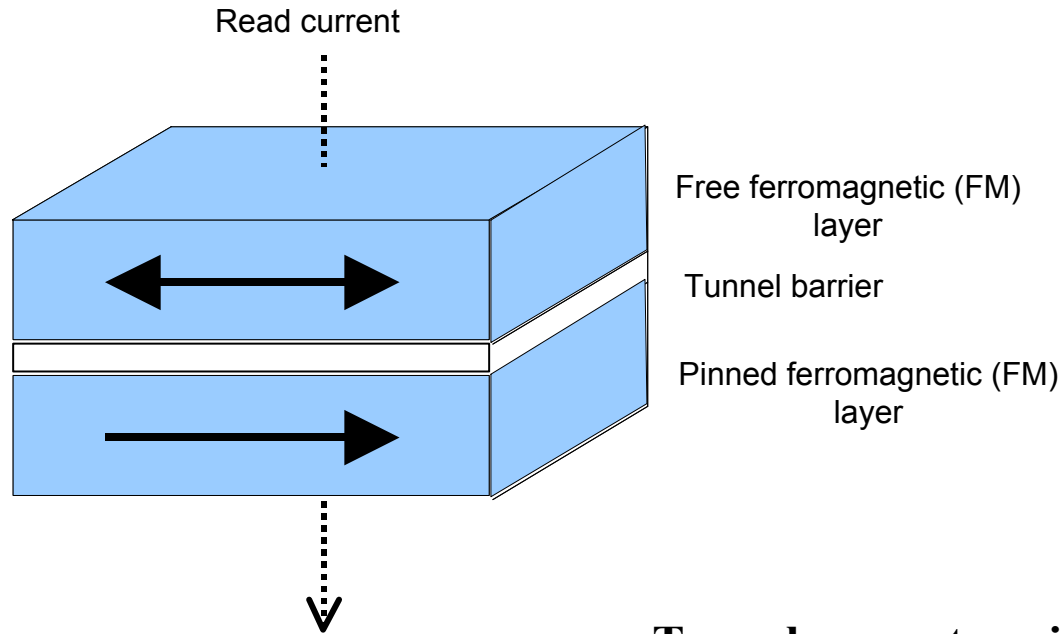 Read current
Free ferromagnetic (FM)
layer
Tunnel barrier
Pinned ferromagnetic (FM)
layer